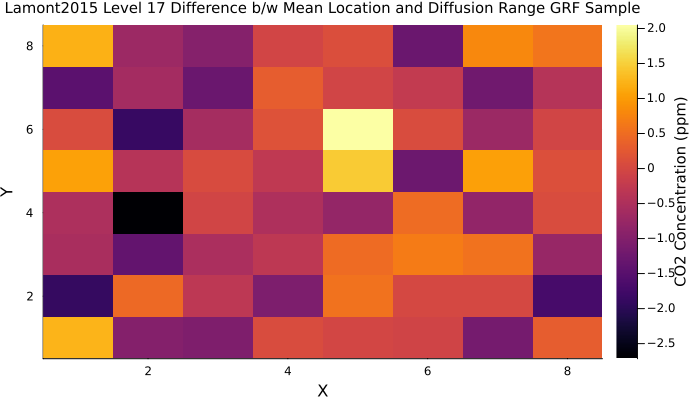 Lamont2015 Level 17 Difference b/w Mean Location and Diffusion Range GRF Sample
8
6
4
2
Y
2 4 6 8
X
2.0
1.5
1.0
0.5
0
−0.5
−1.0
−1.5
−2.0
−2.5
CO2 Concentration (ppm)